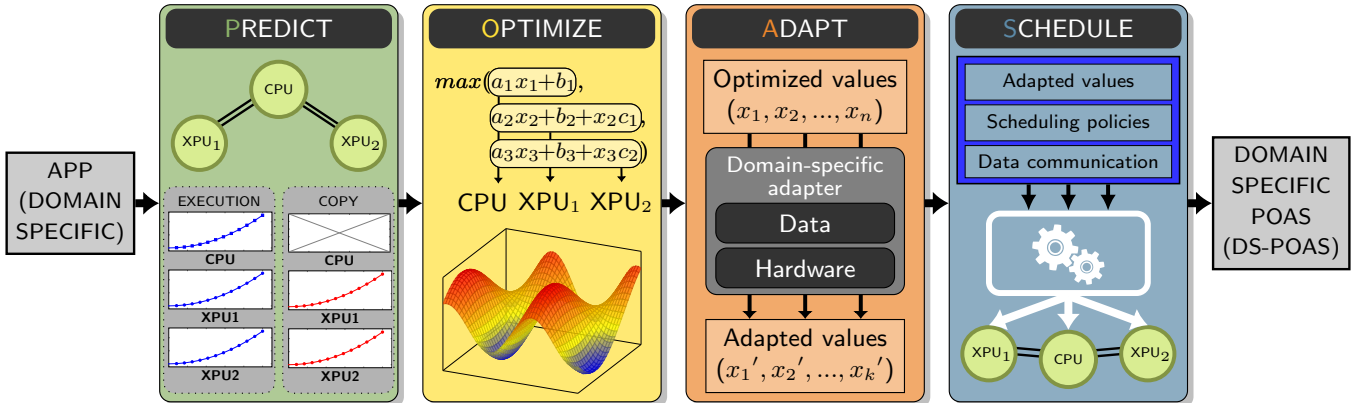 APP
(DOMAIN
SPECIFIC)
PREDICT
CPU
XPU₁
XPU₂
EXECUTION
CPU
XPU1
XPU2
COPY
CPU
XPU1
XPU2
OPTIMIZE
max(a₁x₁+b₁,
a₂x₂+b₂+x₂c₁,
a₃x₃+b₃+x₃c₂)
CPU XPU₁ XPU₂
ADAPT
Optimized values
(x₁, x₂, ..., xₙ)
Domain-specific
adapter
Data
Hardware
Adapted values
(x₁′, x₂′, ..., xₖ′)
SCHEDULE
Adapted values
Scheduling policies
Data communication
XPU₁
CPU
XPU₂
DOMAIN
SPECIFIC
POAS
(DS-POAS)